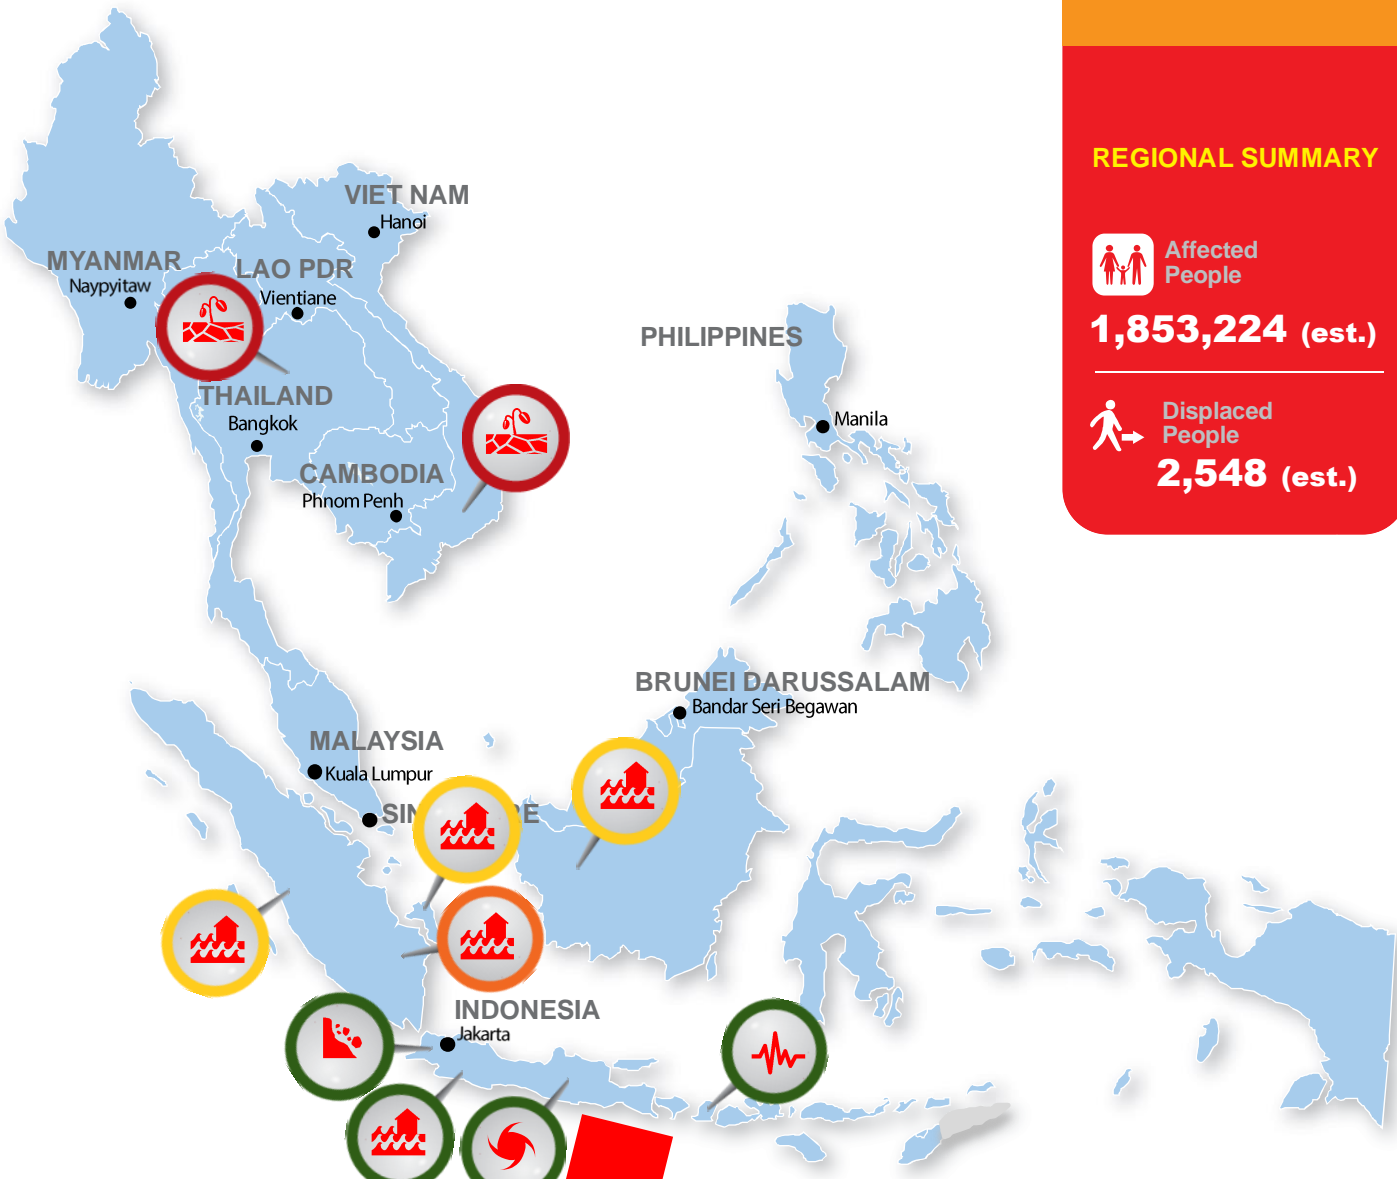 REGIONAL SUMMARY
Affected
People
1,853,224 (est.)
Displaced
People
2,548 (est.)
VIET NAM
Hanoi
MYANMAR
Naypyitaw
LAO PDR
Vientiane
PHILIPPINES
Manila
THAILAND
Bangkok
CAMBODIA
Phnom Penh
BRUNEI DARUSSALAM
Bandar Seri Begawan
MALAYSIA
Kuala Lumpur
INDONESIA
Jakarta